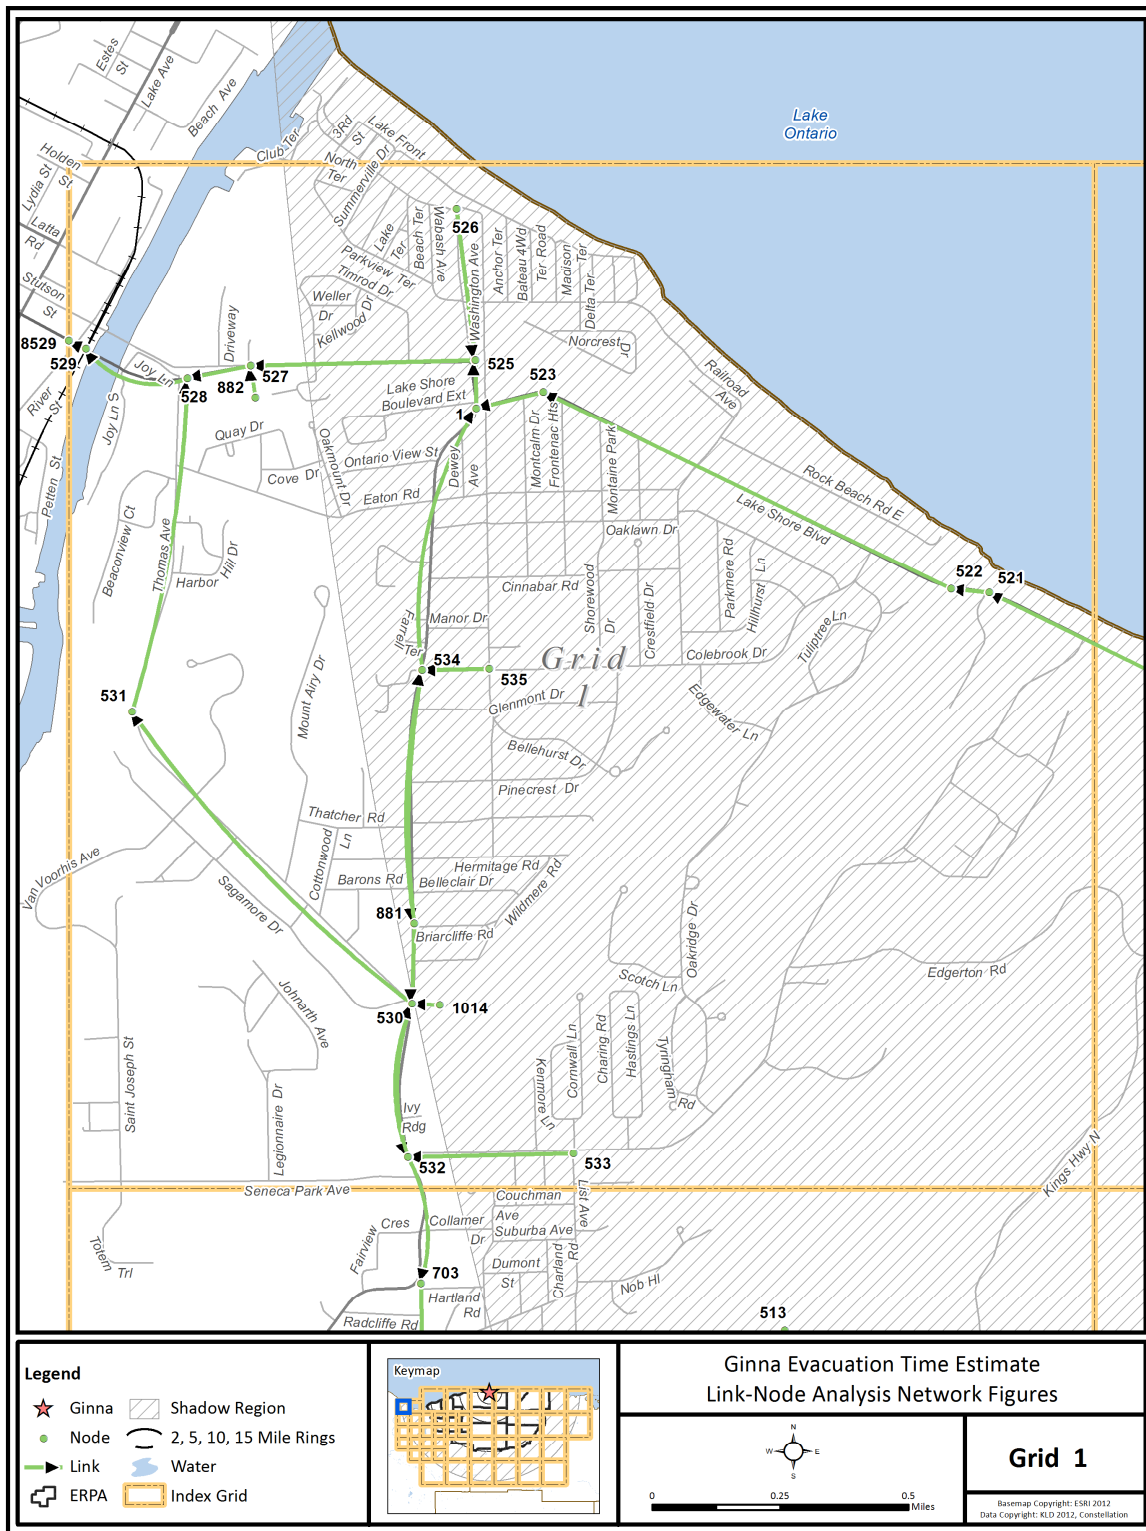 Estes
St
Lake Ave
Beach Ave
Club Ter
3Rd
St
Lake Front
North
Ter
Summerville Dr
Lake
Ontario
Holden
St
Lydia St
Latta
Rd
Stutson
St
526
Lake
Ter
Beach Ter
Wabash Ave
Washington Ave
Anchor Ter
Bateau 4Wd
Ter Road
Madison
Ter
Delta Ter
Parkview Ter
Timrod Dr
Weller
Dr
Kellwood
Dr
Norcrest
Dr
Driveway
8529
529
Joy Ln
528
882
527
525
523
Railroad
Ave
River
St
Joy Ln S
Lake Shore
Boulevard Ext
1
Quay Dr
Oakmount Dr
Ontario View St
Dewey
Ave
Montcalm Dr
Frontenac Hts
Montaine Park
Petten St
Cove Dr
Eaton Rd
Rock Beach Rd E
Lake Shore Blvd
Oaklawn Dr
Beaconview Ct
Thomas Ave
Harbor
Hill Dr
Cinnabar Rd
Shorewood
Dr
Crestfield Dr
Parkmere Rd
Hillhurst Ln
522
521
Farrell
Ter
Manor Dr
Tuliptree Ln
Colebrook Dr
534
535
Grid
1
531
Mount Airy Dr
Glenmont Dr
Edgewater Ln
Bellehurst Dr
Pinecrest Dr
Thatcher Rd
Cottonwood
Ln
Van Voorhis Ave
Sagamore Dr
Barons Rd
Hermitage Rd
Belleclair Dr
Wildmere Rd
881
Briarcliffe Rd
Oakridge Dr
Scotch Ln
Edgerton Rd
Johnarth Ave
530
1014
Saint Joseph St
Legionnaire Dr
Kenmore Ln
Cornwall Ln
Charing Rd
Hastings Ln
Tyringham
Rd
Ivy
Rdg
532
533
Kings Hwy N
Seneca Park Ave
Couchman
Ave
List Ave
Cres
Fairview
Collamer
Dr
Suburba Ave
Totem
Trl
703
Dumont
St
Charland
Rd
Nob Hl
Hartland
Rd
Radcliffe Rd
513
Legend
Ginna
Shadow Region
Node
2, 5, 10, 15 Mile Rings
Link
Water
ERPA
Index Grid
Keymap
Ginna Evacuation Time Estimate
Link-Node Analysis Network Figures
N
W
E
S
0
0.25
0.5
Miles
Grid 1
Basemap Copyright: ESRI 2012
Data Copyright: KLD 2012, Constellation